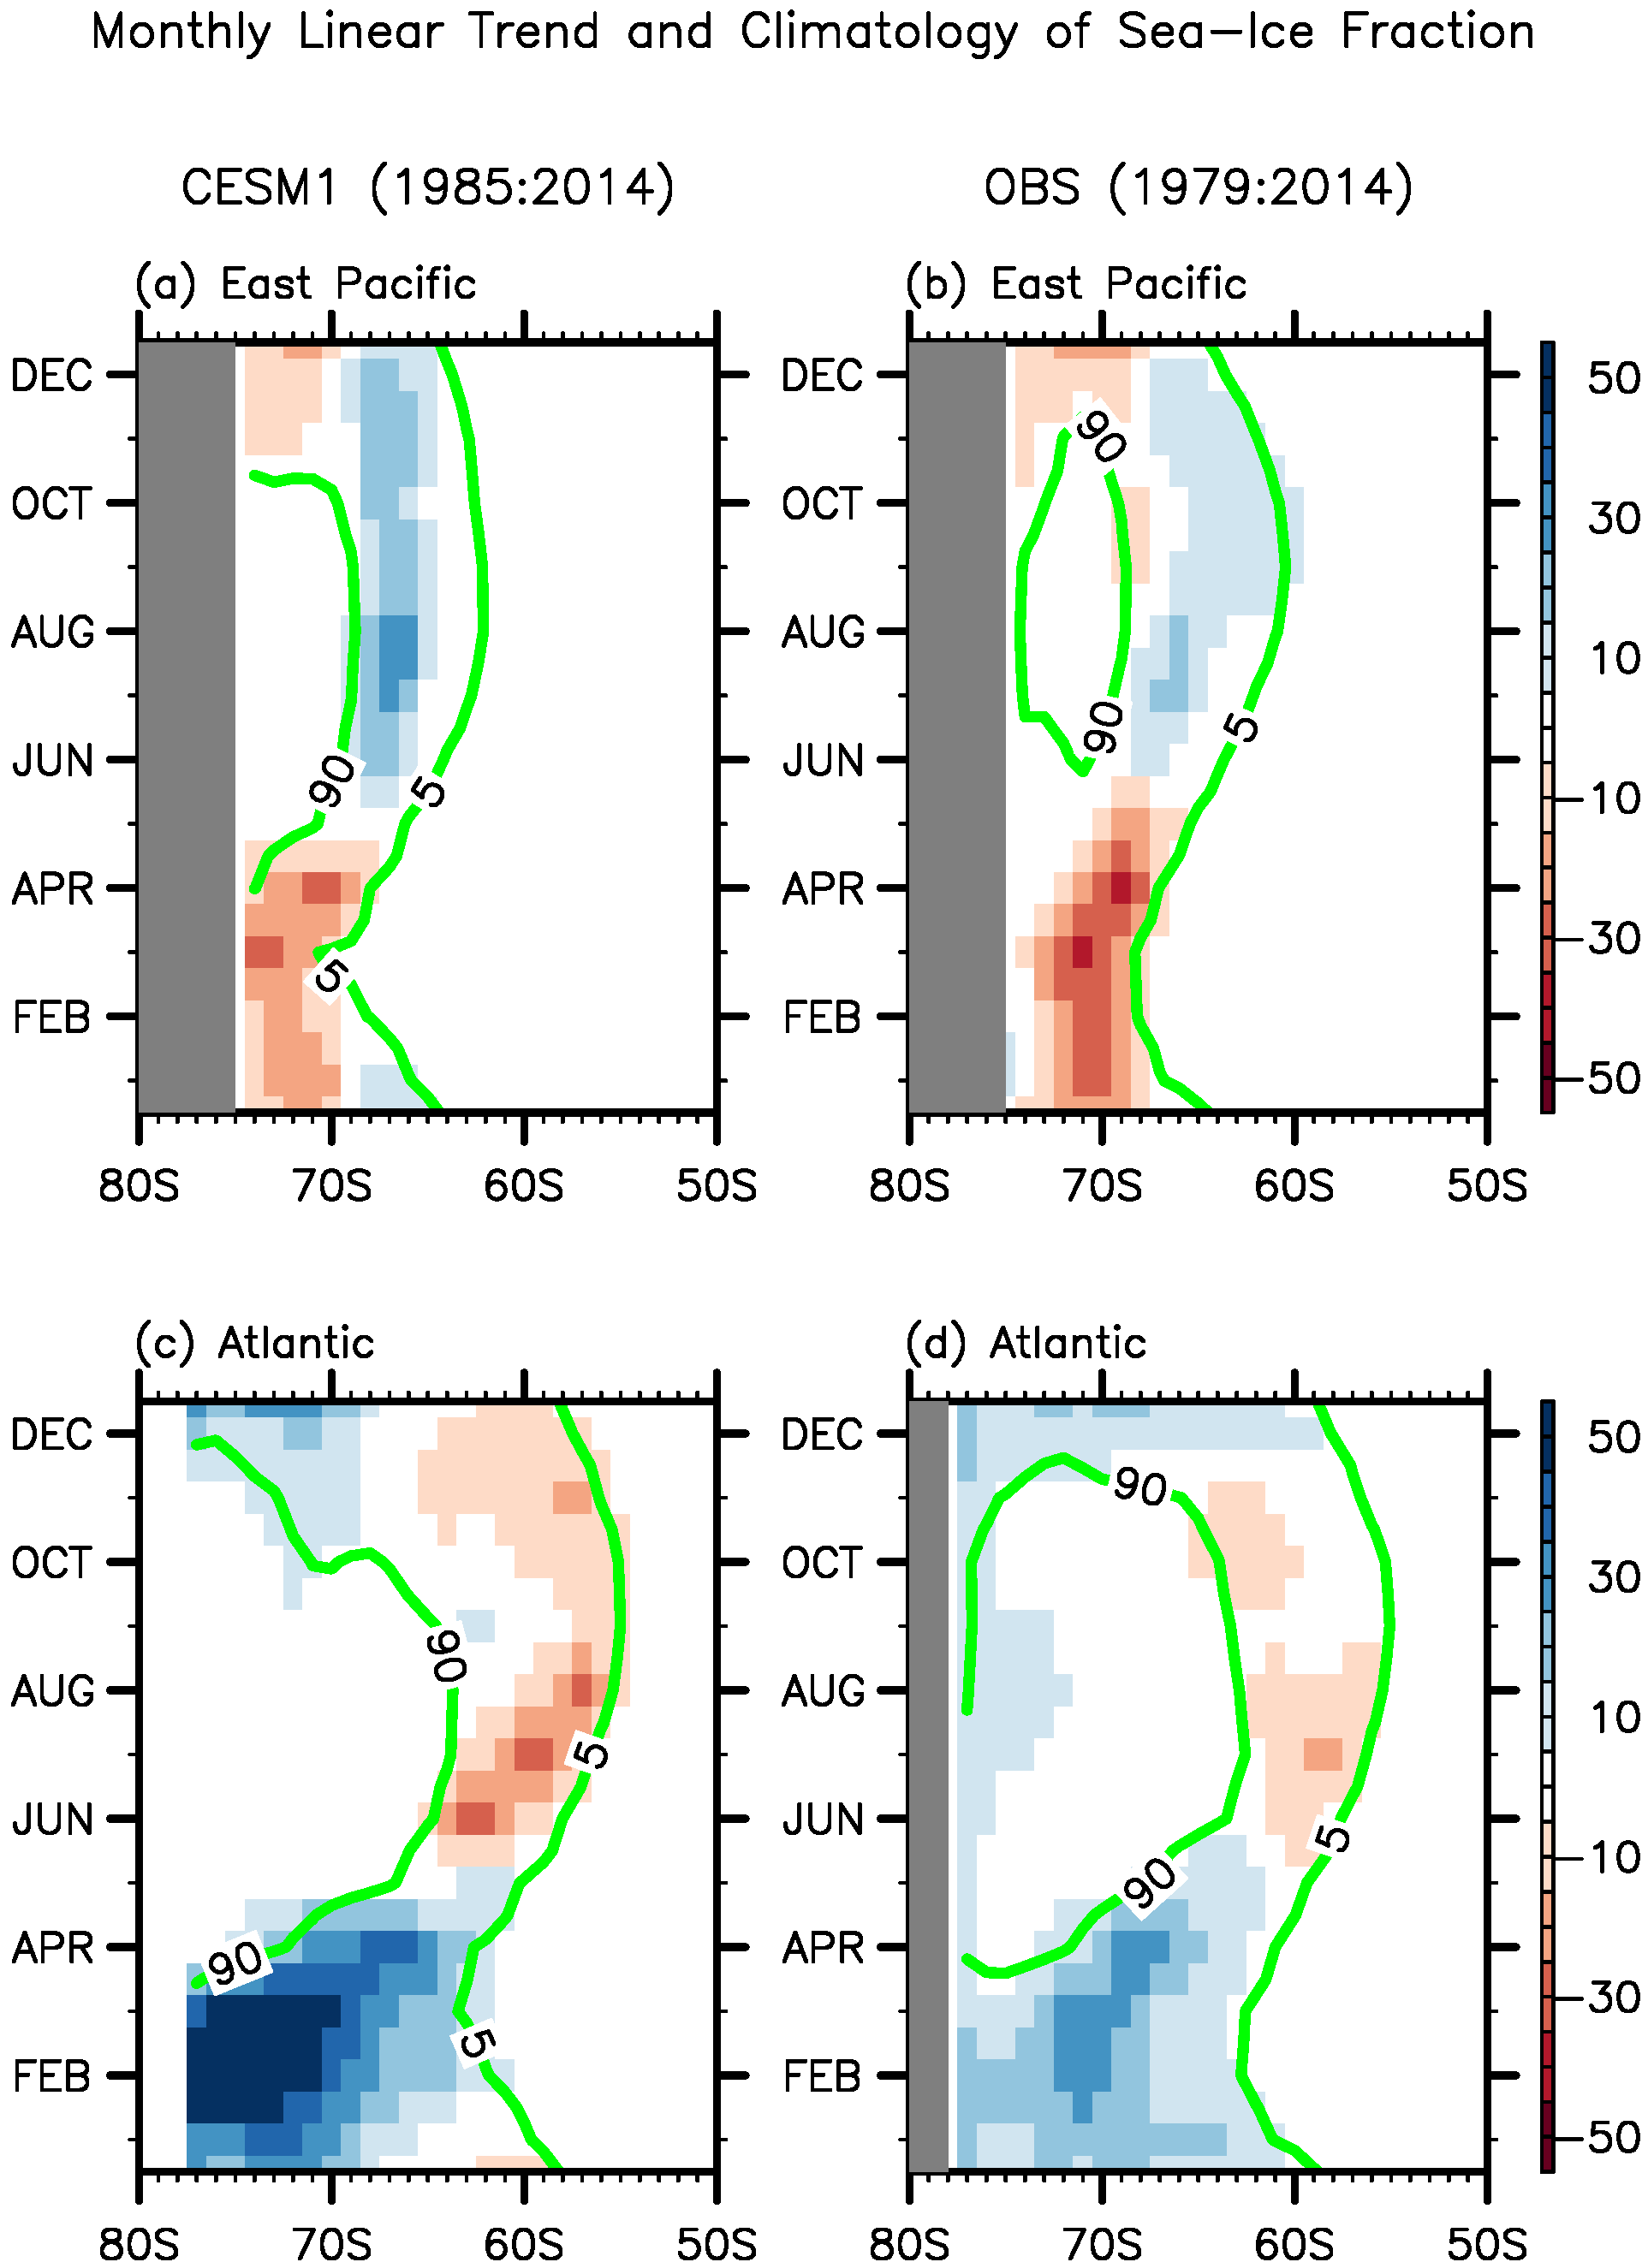 Monthly Linear Trend and Climatology of Sea-Ice Fraction
CESM1 (1985:2014)
OBS (1979:2014)
(a) East Pacific
(b) East Pacific
DEC
OCT
AUG
JUN
APR
FEB
90
5
5
80S 70S 60S 50S
DEC
OCT
AUG
JUN
APR
FEB
90
90
5
80S 70S 60S 50S
50
30
10
-10
-30
-50
(c) Atlantic
(d) Atlantic
DEC
OCT
AUG
JUN
APR
FEB
90
5
90
5
80S 70S 60S 50S
DEC
OCT
AUG
JUN
APR
FEB
90
5
90
80S 70S 60S 50S
50
30
10
-10
-30
-50